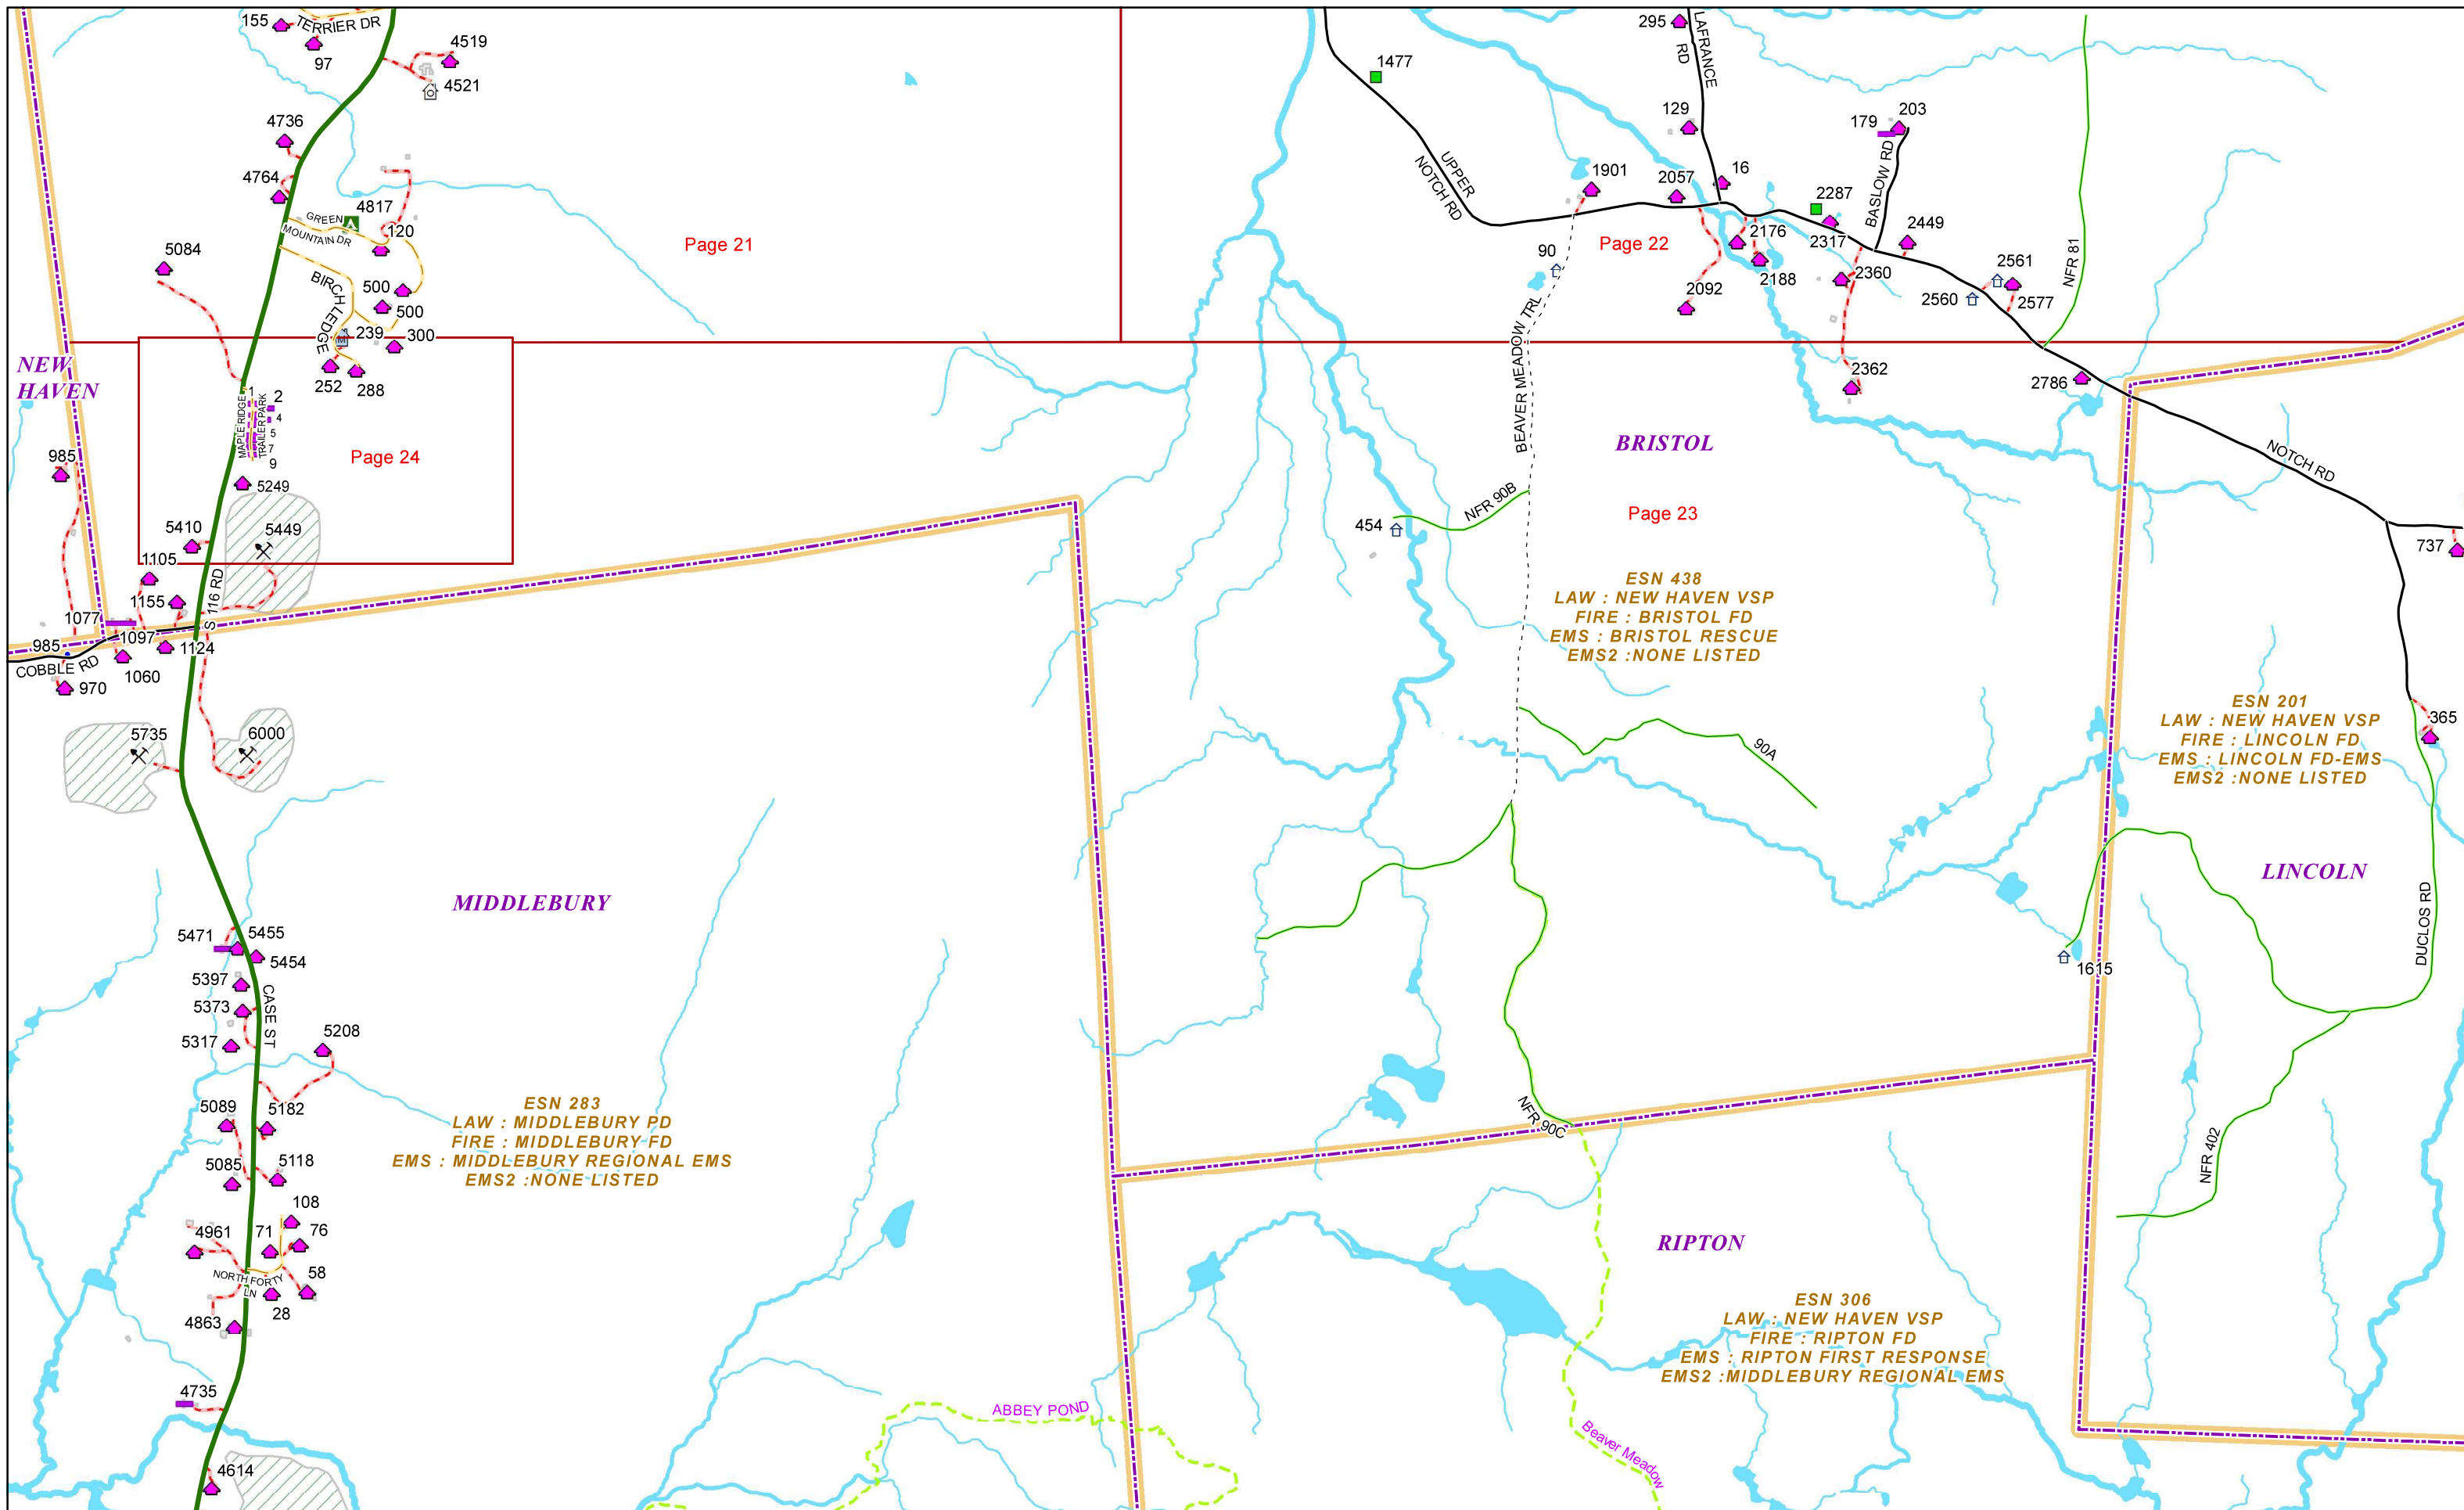 155
TERRIER DR
97
4519
4521
4736
4764
GREEN
MOUNTAIN DR
4817
120
5084
BIRCH LEDGE
500
500
239
300
252
288
Page 21
1477
295
LAFRANCE
RD
129
16
UPPER
NOTCH RD
1901
2057
90
Page 22
2176
2188
2092
2287
2317
179
203
BASLOW RD
2449
2360
2362
2560
2561
2577
NFR 81
2786
NOTCH RD
737
NEW
HAVEN
1
2
4
5
7
9
MAPLE RIDGE
TRAILER PARK
Page 24
985
5249
5410
5449
1105
1155
1077
1097
1124
985
COBBLE RD
1060
970
S 116 RD
5735
6000
BEAVER MEADOW TRL
BRISTOL
Page 23
NFR 90B
454
ESN 438
LAW : NEW HAVEN VSP
FIRE : BRISTOL FD
EMS : BRISTOL RESCUE
EMS2 :NONE LISTED
90A
ESN 201
LAW : NEW HAVEN VSP
FIRE : LINCOLN FD
EMS : LINCOLN FD-EMS
EMS2 :NONE LISTED
365
LINCOLN
DUCLOS RD
1615
NFR 402
MIDDLEBURY
5471
5455
5454
5397
5373
CASE ST
5317
5208
5089
5182
5085
5118
108
4961
71
76
NORTH FORTY
LN
58
28
4863
4735
4614
ESN 283
LAW : MIDDLEBURY PD
FIRE : MIDDLEBURY FD
EMS : MIDDLEBURY REGIONAL EMS
EMS2 :NONE LISTED
NFR 90C
RIPTON
ESN 306
LAW : NEW HAVEN VSP
FIRE : RIPTON FD
EMS : RIPTON FIRST RESPONSE
EMS2 :MIDDLEBURY REGIONAL EMS
ABBEY POND
Beaver Meadow